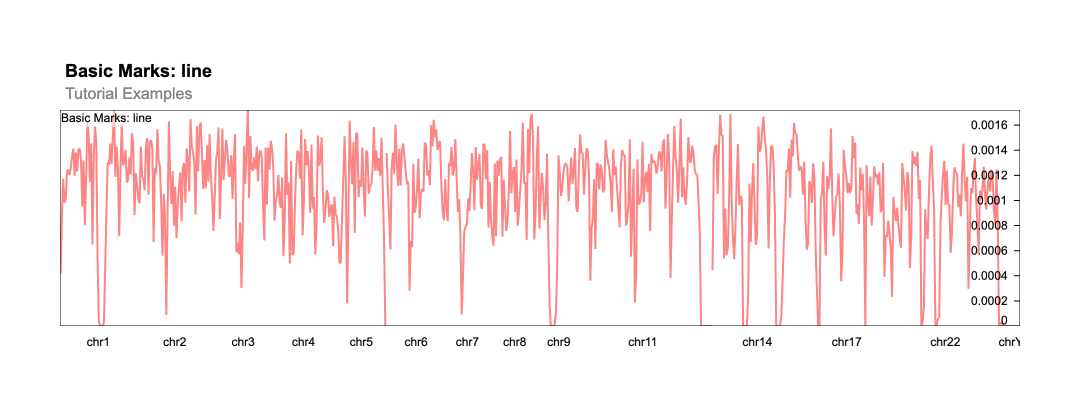 Basic Marks: line
Tutorial Examples
Basic Marks: line
0.0016
0.0014
0.0012
0.001
0.0008
0.0006
0.0004
0.0002
0
chr1 chr2 chr3 chr4 chr5 chr6 chr7 chr8 chr9 chr11 chr14 chr17 chr22 chrY